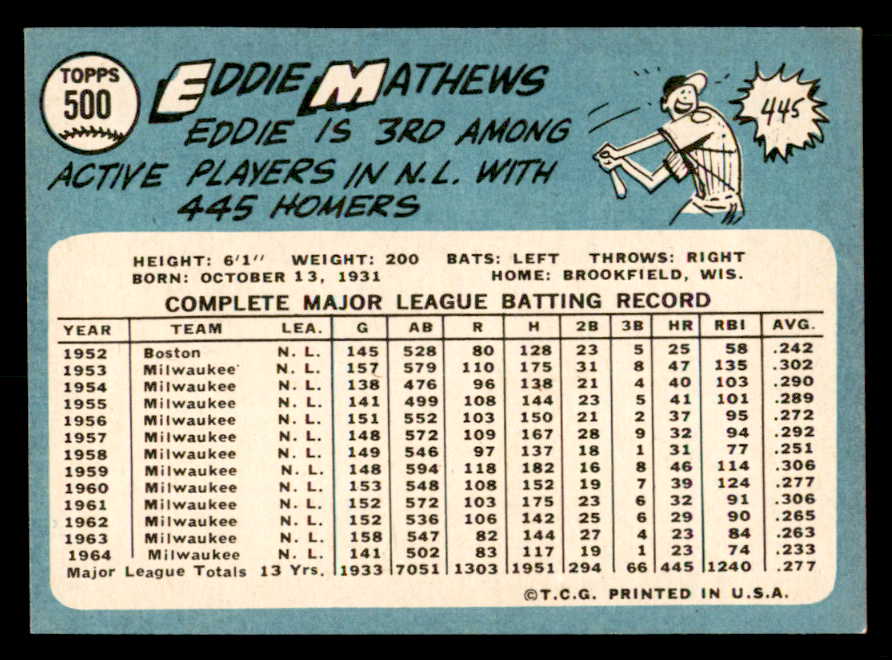 TOPPS
500
EDDIE MATHEWS
EDDIE IS 3RD AMONG
ACTIVE PLAYERS IN N.L. WITH
445 HOMERS
445
HEIGHT: 6'1" WEIGHT: 200 BATS: LEFT THROWS: RIGHT
BORN: OCTOBER 13, 1931 HOME: BROOKFIELD, WIS.
COMPLETE MAJOR LEAGUE BATTING RECORD
YEAR TEAM LEA. G AB R H 2B 3B HR RBI AVG.
1952 Boston N. L. 145 528 80 128 23 5 25 58 .242
1953 Milwaukee N. L. 157 579 110 175 31 8 47 135 .302
1954 Milwaukee N. L. 138 476 96 138 21 4 40 103 .290
1955 Milwaukee N. L. 141 499 108 144 23 5 41 101 .289
1956 Milwaukee N. L. 151 552 103 150 21 2 37 95 .272
1957 Milwaukee N. L. 148 572 109 167 28 9 32 94 .292
1958 Milwaukee N. L. 149 546 97 137 18 1 31 77 .251
1959 Milwaukee N. L. 148 594 118 182 16 8 46 114 .306
1960 Milwaukee N. L. 153 548 108 152 19 7 39 124 .277
1961 Milwaukee N. L. 152 572 103 175 23 6 32 91 .306
1962 Milwaukee N. L. 152 536 106 142 25 6 29 90 .265
1963 Milwaukee N. L. 158 547 82 144 27 4 23 84 .263
1964 Milwaukee N. L. 141 502 83 117 19 1 23 74 .233
Major League Totals 13 Yrs. 1933 7051 1303 1951 294 66 445 1240 .277
©T.C.G. PRINTED IN U.S.A.